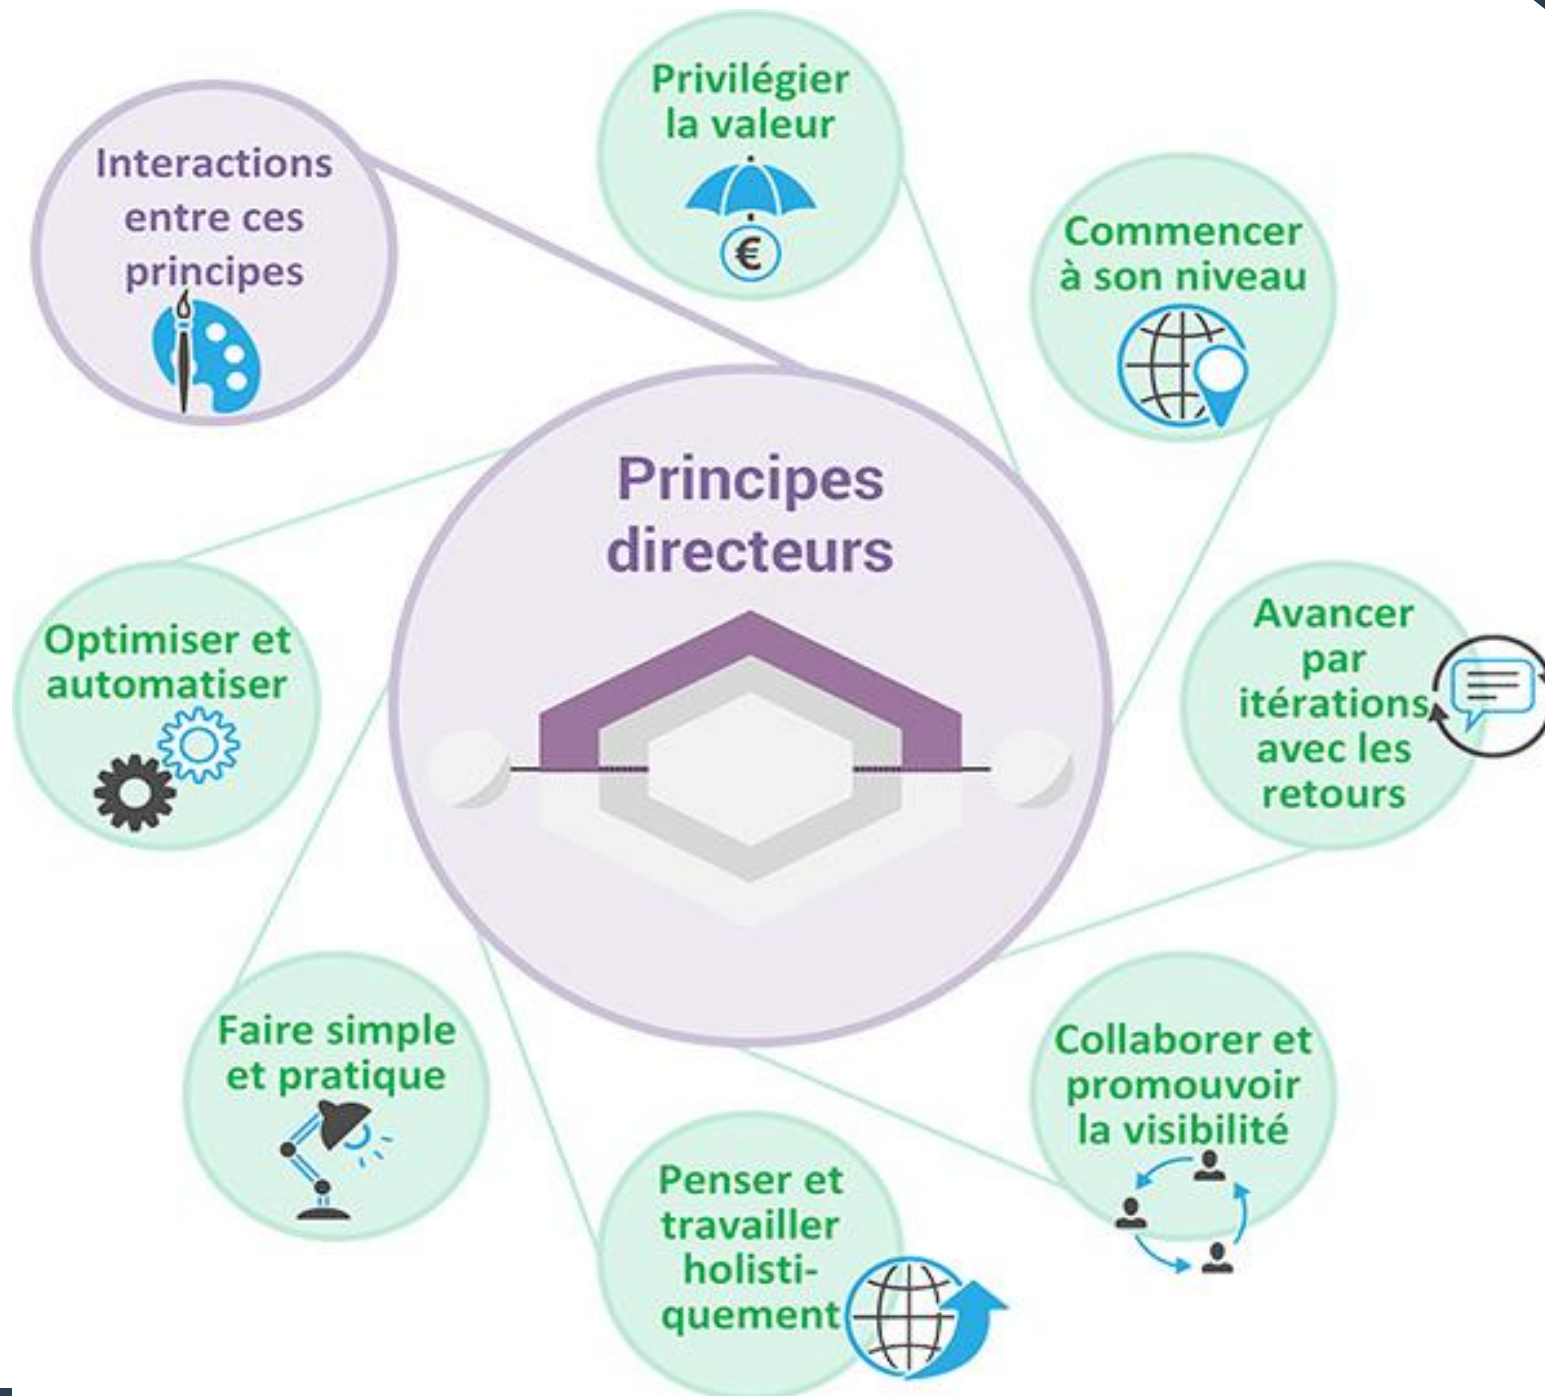 Privilégier
la valeur
€
Interactions
entre ces
principes
Commencer
à son niveau
Principes
directeurs
Avancer
par
itérations
avec les
retours
Optimiser et
automatiser
Faire simple
et pratique
Collaborer et
promouvoir
la visibilité
Penser et
travailler
holisti-
quement